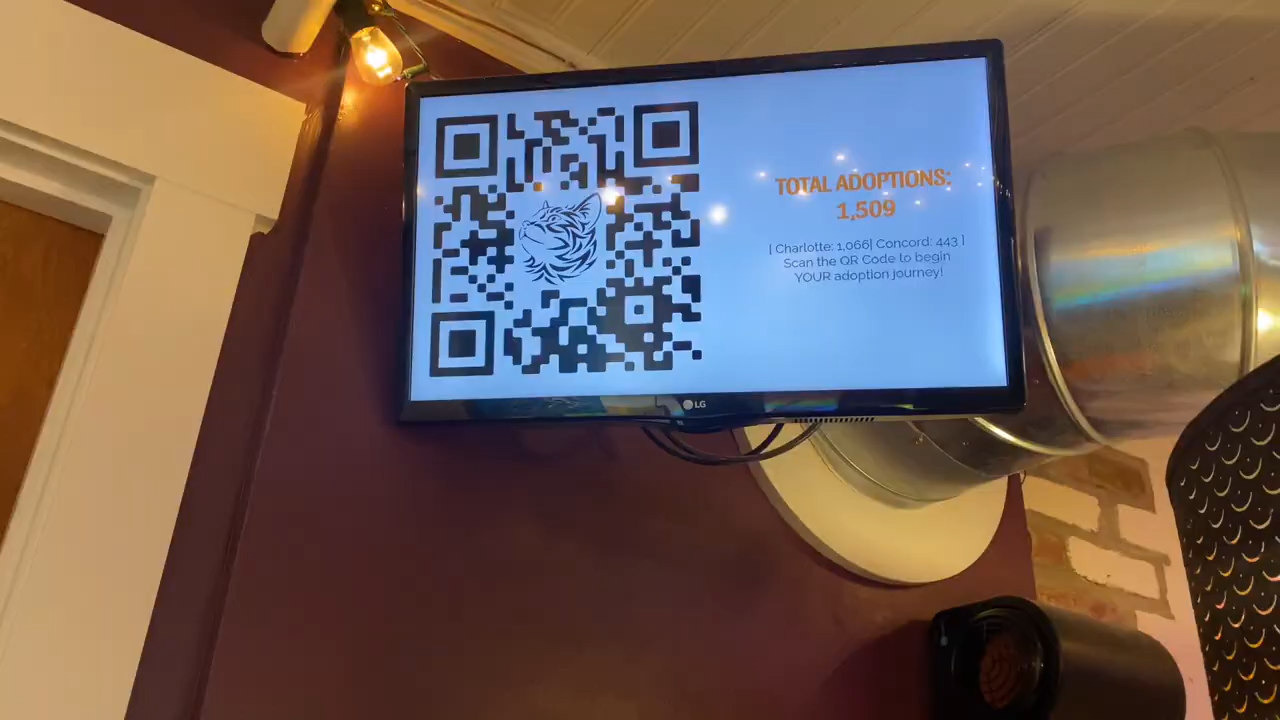 TOTAL ADOPTIONS:
1,509
[ Charlotte: 1,066] Concord: 443 ]
Scan the QR Code to begin
YOUR adoption journey!
LG